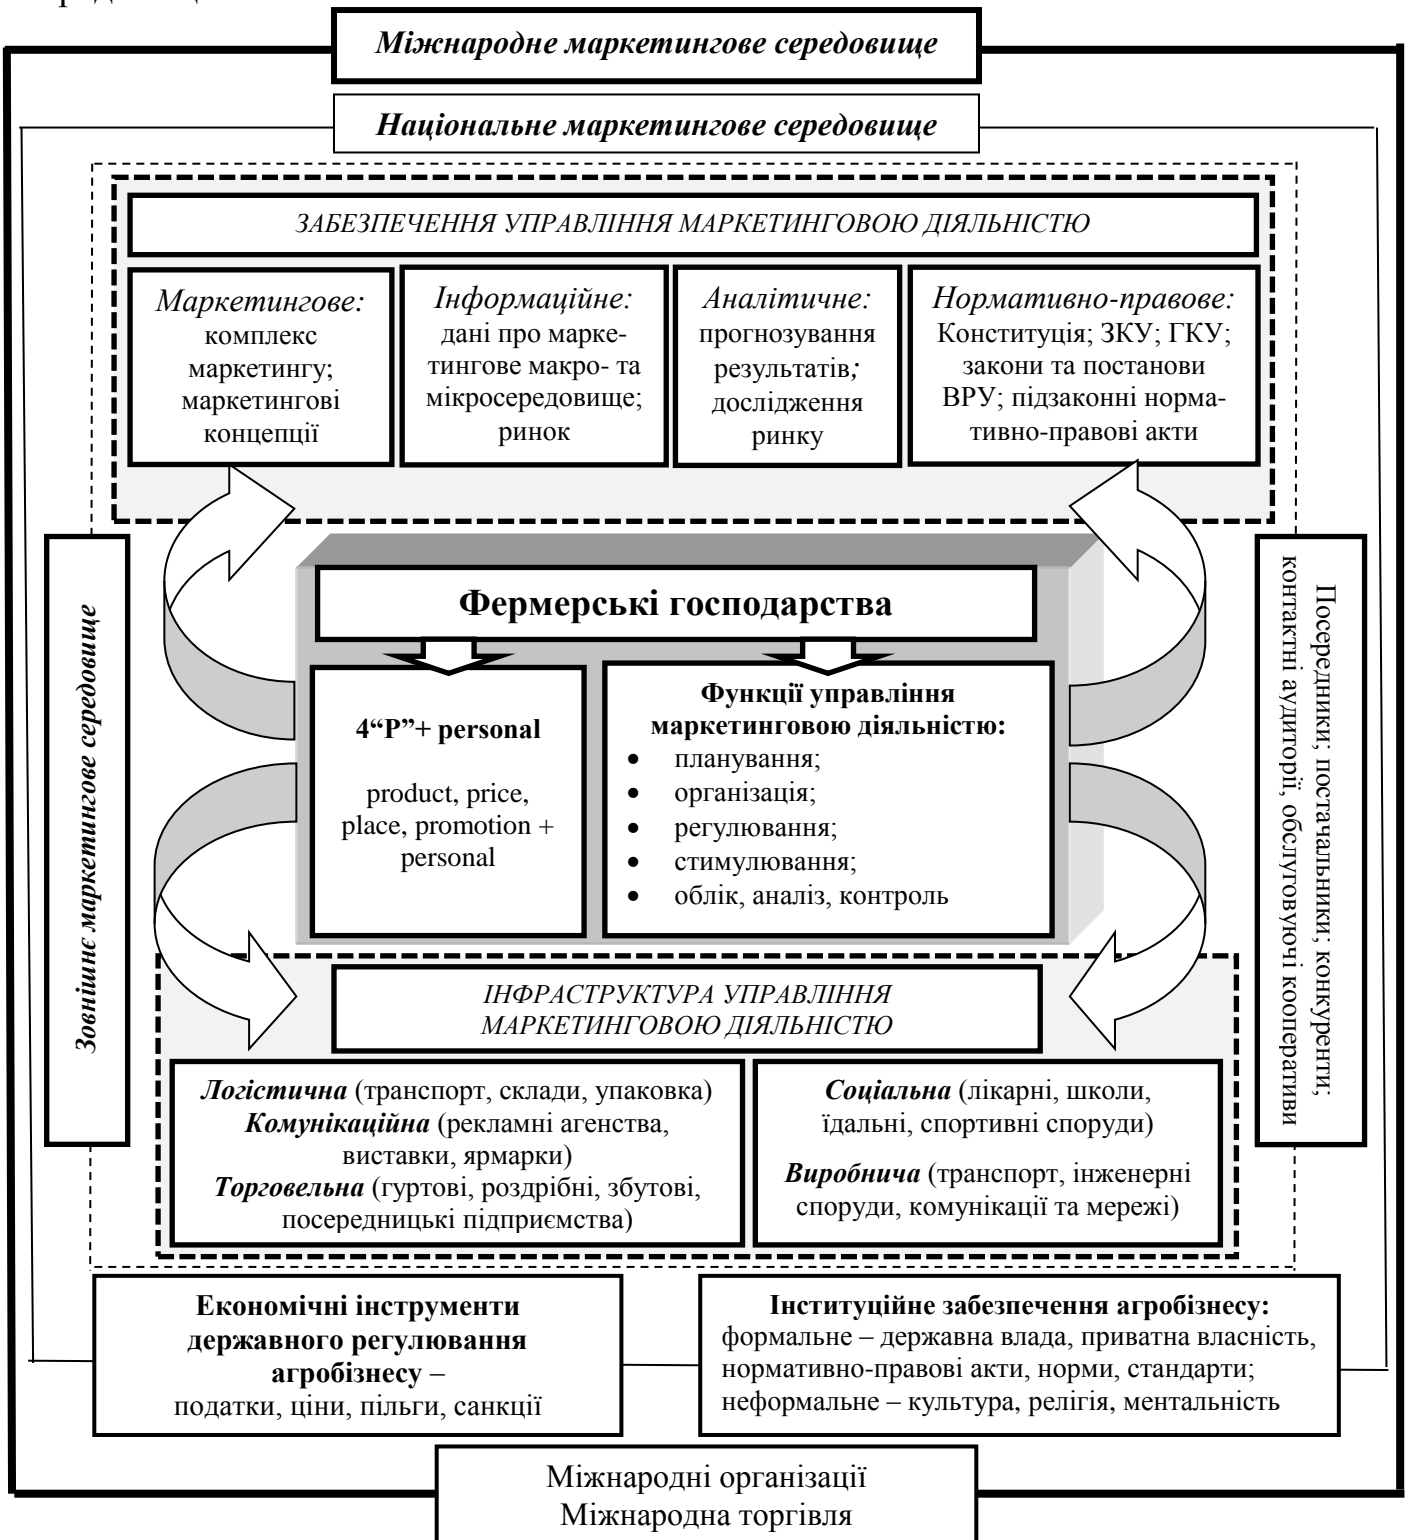 Міжнародне маркетингове середовище
Національне маркетингове середовище
ЗАБЕЗПЕЧЕННЯ УПРАВЛІННЯ МАРКЕТИНГОВОЮ ДІЯЛЬНІСТЮ
Маркетингове:
комплекс
маркетингу;
маркетингові
концепції
Інформаційне:
дані про марке-
тингове макро- та
мікросередовище;
ринок
Аналітичне:
прогнозування
результатів;
дослідження
ринку
Нормативно-правове:
Конституція; ЗКУ; ГКУ;
закони та постанови
ВРУ; підзаконні норма-
тивно-правові акти
Зовнішнє маркетингове середовище
Фермерські господарства
4“P”+ personal
product, price,
place, promotion +
personal
Функції управління
маркетинговою діяльністю:
• планування;
• організація;
• регулювання;
• стимулювання;
• облік, аналіз, контроль
Посередники; постачальники; конкуренти;
контактні аудиторії, обслуговуючі кооперативи
ІНФРАСТРУКТУРА УПРАВЛІННЯ
МАРКЕТИНГОВОЮ ДІЯЛЬНІСТЮ
Логістична (транспорт, склади, упаковка)
Комунікаційна (рекламні агенства,
виставки, ярмарки)
Торговельна (гуртові, роздрібні, збутові,
посередницькі підприємства)
Соціальна (лікарні, школи,
їдальні, спортивні споруди)
Виробнича (транспорт, інженерні
споруди, комунікації та мережі)
Економічні інструменти
державного регулювання
агробізнесу –
податки, ціни, пільги, санкції
Інституційне забезпечення агробізнесу:
формальне – державна влада, приватна власність,
нормативно-правові акти, норми, стандарти;
неформальне – культура, релігія, ментальність
Міжнародні організації
Міжнародна торгівля